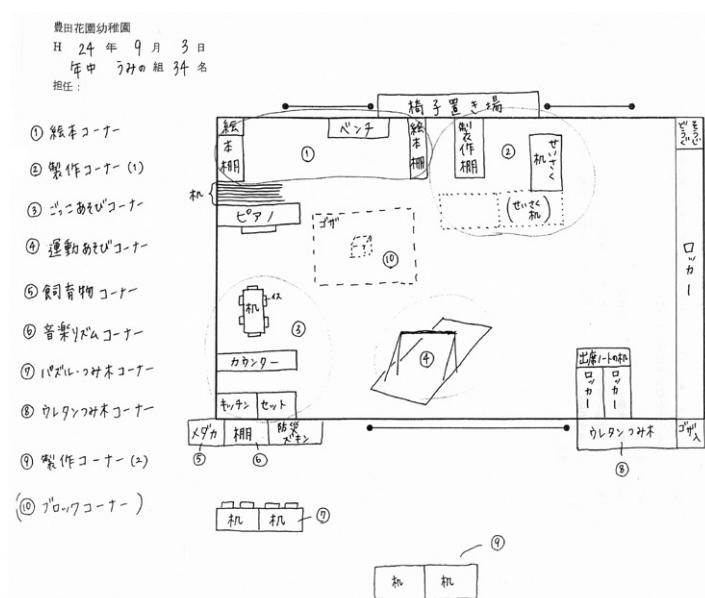 豊田花園幼稚園
H 24 年 9 月 3 日
年中 うみの組 34 名
担任:
① 絵本コーナー
② 製作コーナー(1)
③ ごっこあそびコーナー
④ 運動あそびコーナー
⑤ 飼育物コーナー
⑥ 音楽リズムコーナー
⑦ パズル・つみ木コーナー
⑧ ウレタンつみ木コーナー
⑨ 製作コーナー(2)
(⑩ ブロックコーナー)
椅子置き場
絵本棚
ベンチ
①
絵本棚
製作棚
②
せいさく机
(せいさく机)
そうじどうぐ
机
ピアノ
ゴザ
⑩
ロッカー
机
イス
③
カウンター
キッチン セット
④
出席ノートの机
ロッカー
ロッカー
メダカ
棚
防災ズキン
ウレタンつみ木
ゴザ入
⑤
⑥
⑧
机 机
⑦
⑨
机 机